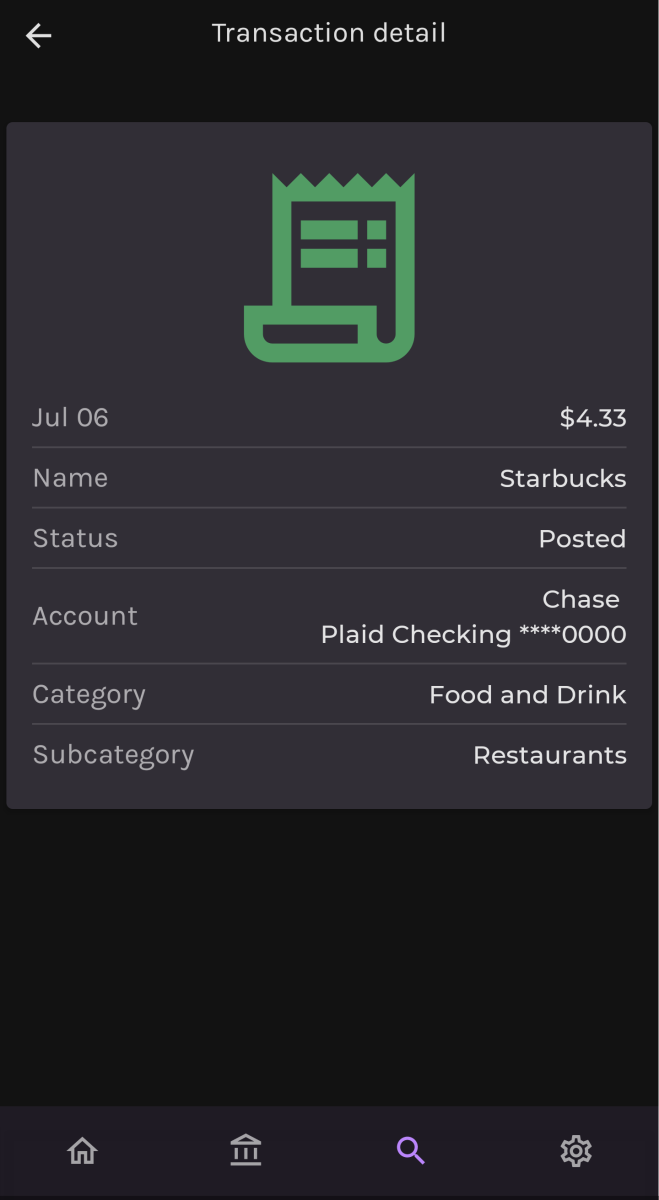 Transaction detail
Jul 06 $4.33
Name Starbucks
Status Posted
Account Chase
Plaid Checking ****0000
Category Food and Drink
Subcategory Restaurants